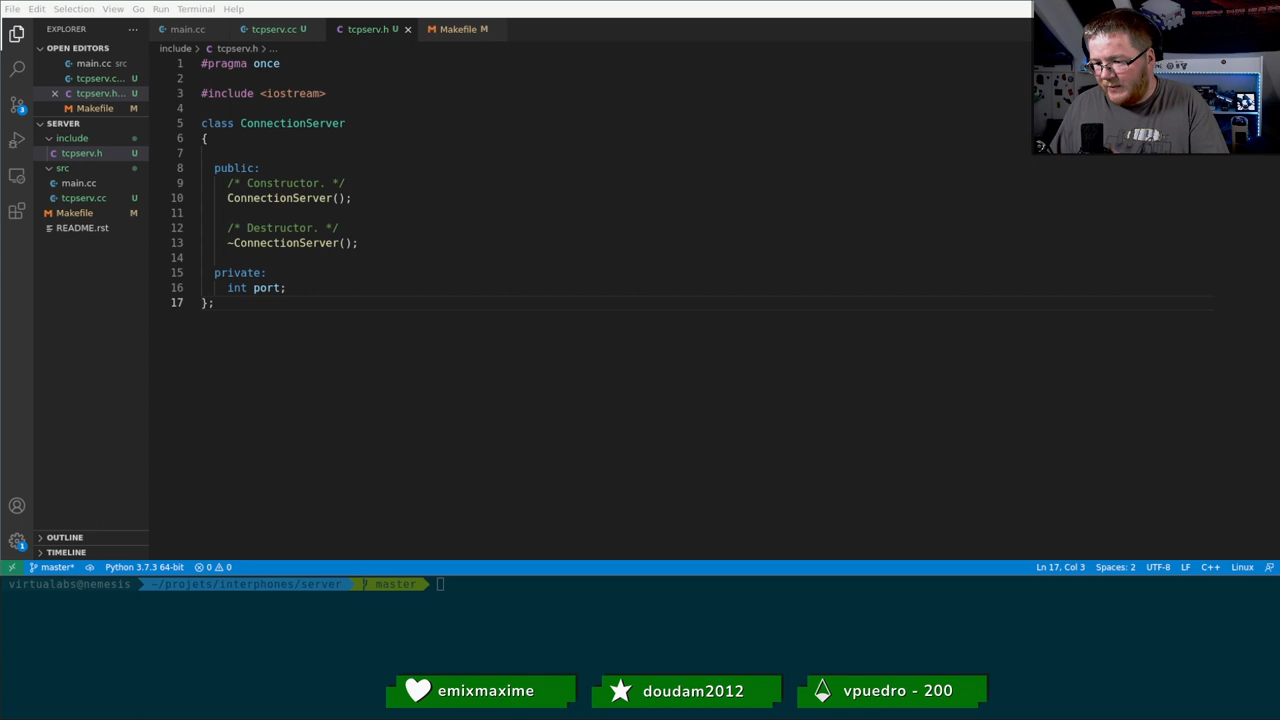 File Edit Selection View Go Run Terminal Help
EXPLORER ...
main.cc tcpserv.cc U tcpserv.h U Makefile M
OPEN EDITORS
main.cc src
tcpserv.c... U
tcpserv.h... U
Makefile M
SERVER
include
tcpserv.h U
src
main.cc
tcpserv.cc U
Makefile M
README.rst
OUTLINE
TIMELINE
include > tcpserv.h > ...
1 #pragma once
2
3 #include <iostream>
4
5 class ConnectionServer
6 {
7
8 public:
9 /* Constructor. */
10 ConnectionServer();
11
12 /* Destructor. */
13 ~ConnectionServer();
14
15 private:
16 int port;
17 };
3
1
master* Python 3.7.3 64-bit 0 0 Ln 17, Col 3 Spaces: 2 UTF-8 LF C++ Linux
virtualabs@nemesis ~/projets/interphones/server master
emixmaxime doudam2012 vpuedro - 200